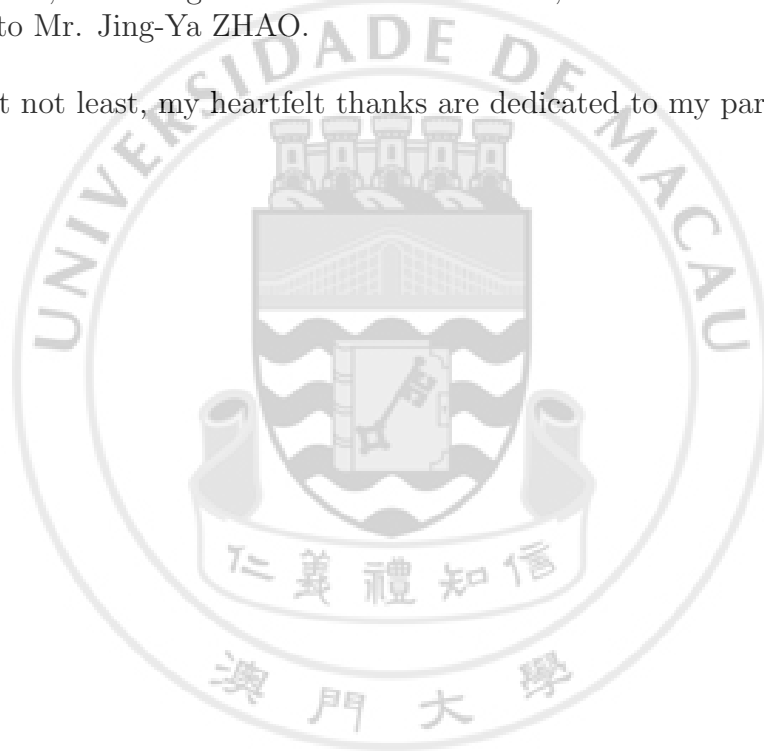 to Mr. Jing-Ya ZHAO.
t not least, my heartfelt thanks are dedicated to my par
UNIVERSIDADE DE MACAU
仁義禮知信
澳門大學